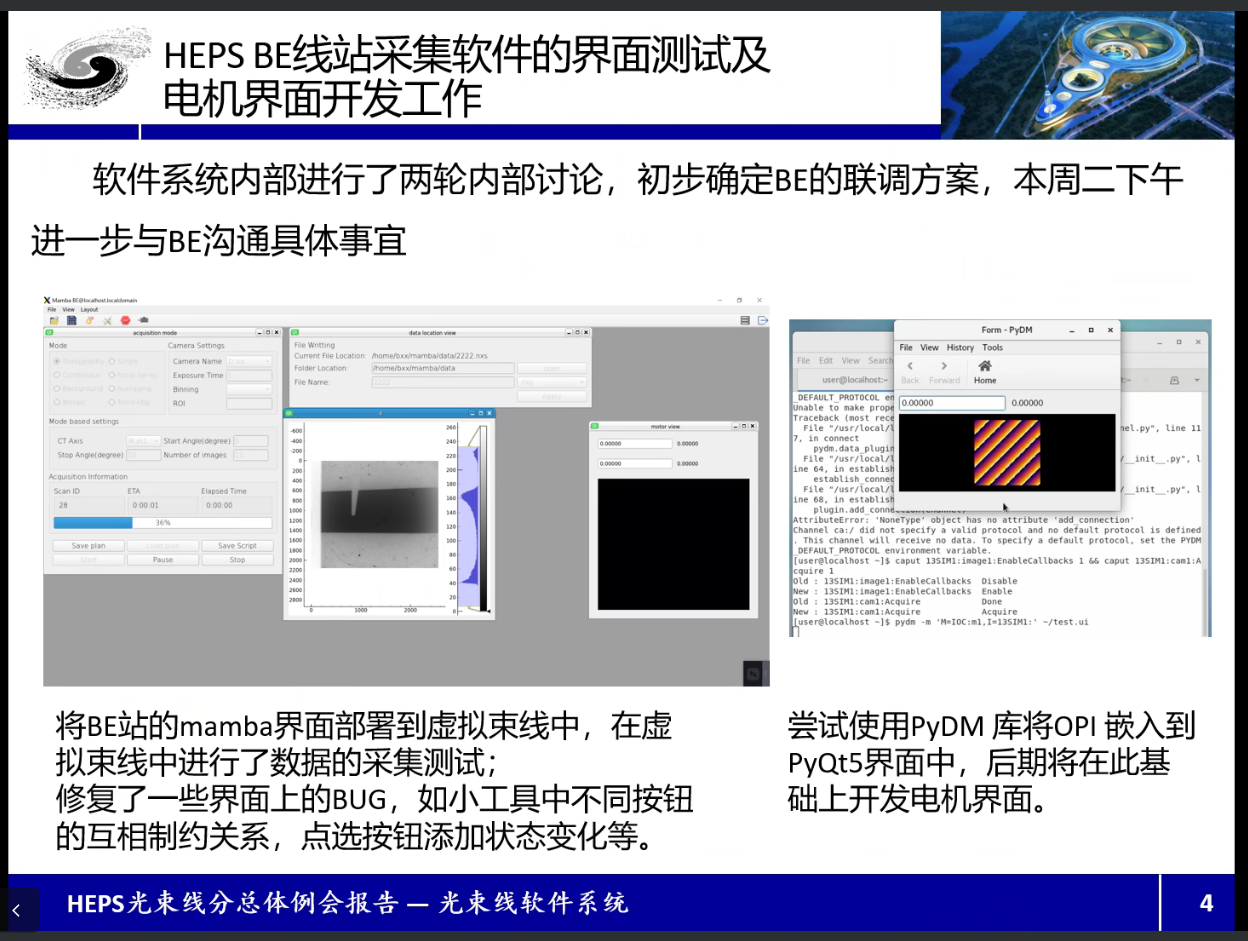 HEPS BE线站采集软件的界面测试及
电机界面开发工作
软件系统内部进行了两轮内部讨论，初步确定BE的联调方案，本周二下午
进一步与BE沟通具体事宜
Mamba BE@localhost.localdomain
File View Layout
acquisition mode
Mode
Camera Settings
Camera Name
Exposure Time
Binning
ROI
Mode based settings
CT Axis
Start Angle(degree)
Stop Angle(degree)
Number of images
Acquisition Information
Scan ID ETA Elapsed Time
28 0:00:01 0:00:00
36%
Save plan Save Script
Pause Stop
data location view
File Wntting
Current File Location: /home/bxx/mamba/data/2222.nxs
Folder Location: /home/bxx/mamba/data
File Name: 2222
Apply
-600
-400
-200
0
200
400
600
800
1000
1200
1400
1600
1800
2000
2200
2400
2600
2800
0 1000 2000
260
240
220
200
180
160
140
120
100
80
60
40
20
0
motor view
0.00000 0.00000
0.00000 0.00000
Form - PyDM
File View History Tools
Back Forward Home
0.00000 0.00000
File Edit View Search
user@localhost:~
_DEFAULT_PROTOCOL en
Unable to make prope
Traceback (most rece
File "/usr/local/l nel.py", line 11
7, in connect
pydm.data_plugin
File "/usr/local/l /__init__.py", l
ine 64, in establish
establish_connec
File "/usr/local/l /__init__.py", l
ine 68, in establish
plugin.add_connection(channel)
AttributeError: 'NoneType' object has no attribute 'add_connection'
Channel ca:/ did not specify a valid protocol and no default protocol is defined
. This channel will receive no data. To specify a default protocol, set the PYDM
_DEFAULT_PROTOCOL environment variable.
[user@localhost ~]$ caput 13SIM1:image1:EnableCallbacks 1 && caput 13SIM1:cam1:A
cquire 1
Old : 13SIM1:image1:EnableCallbacks Disable
New : 13SIM1:image1:EnableCallbacks Enable
Old : 13SIM1:cam1:Acquire Done
New : 13SIM1:cam1:Acquire Acquire
[user@localhost ~]$ pydm -m 'M=IOC:m1,I=13SIM1:' ~/test.ui
将BE站的mamba界面部署到虚拟束线中，在虚
拟束线中进行了数据的采集测试；
修复了一些界面上的BUG，如小工具中不同按钮
的互相制约关系，点选按钮添加状态变化等。
尝试使用PyDM 库将OPI 嵌入到
PyQt5界面中，后期将在此基
础上开发电机界面。
HEPS光束线分总体例会报告 — 光束线软件系统
4